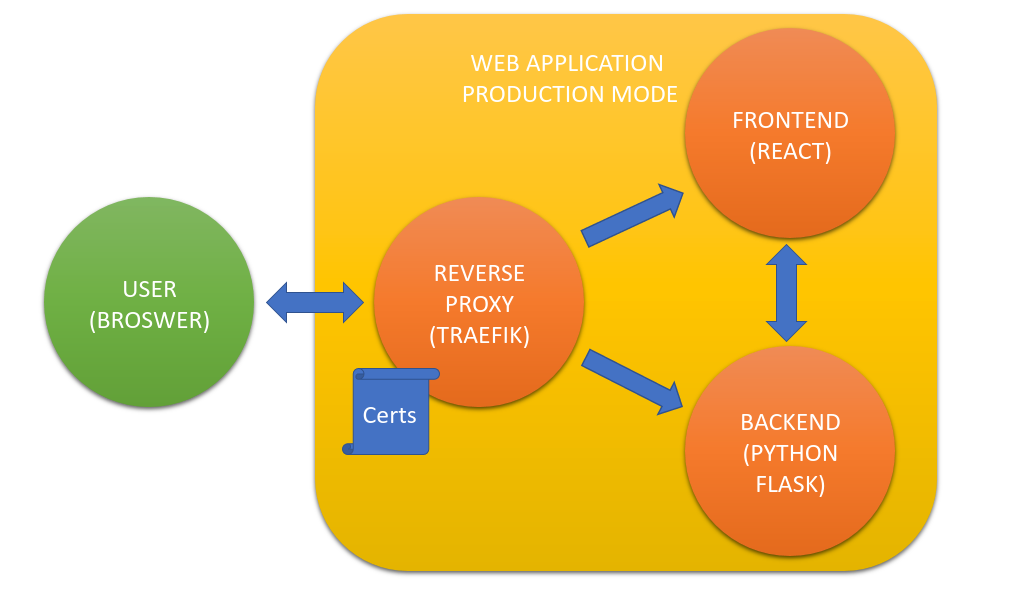 WEB APPLICATION
PRODUCTION MODE
FRONTEND
(REACT)
USER
(BROSWER)
REVERSE
PROXY
(TRAEFIK)
Certs
BACKEND
(PYTHON
FLASK)